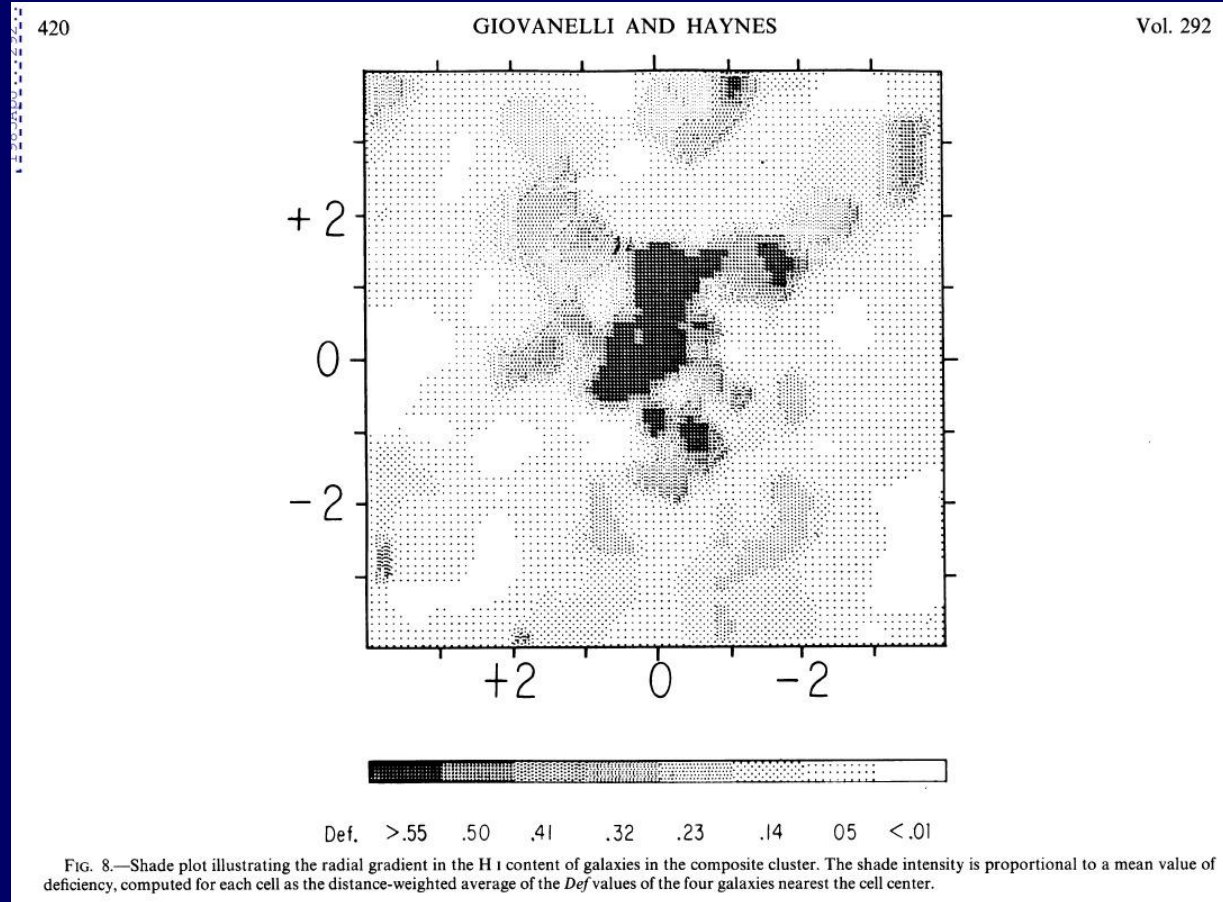 420
GIOVANELLI AND HAYNES
Vol. 292
+2
0
-2
+2 0 -2
Def. >.55 .50 .41 .32 .23 .14 05 <.01
FIG. 8.—Shade plot illustrating the radial gradient in the H I content of galaxies in the composite cluster. The shade intensity is proportional to a mean value of
deficiency, computed for each cell as the distance-weighted average of the Def values of the four galaxies nearest the cell center.